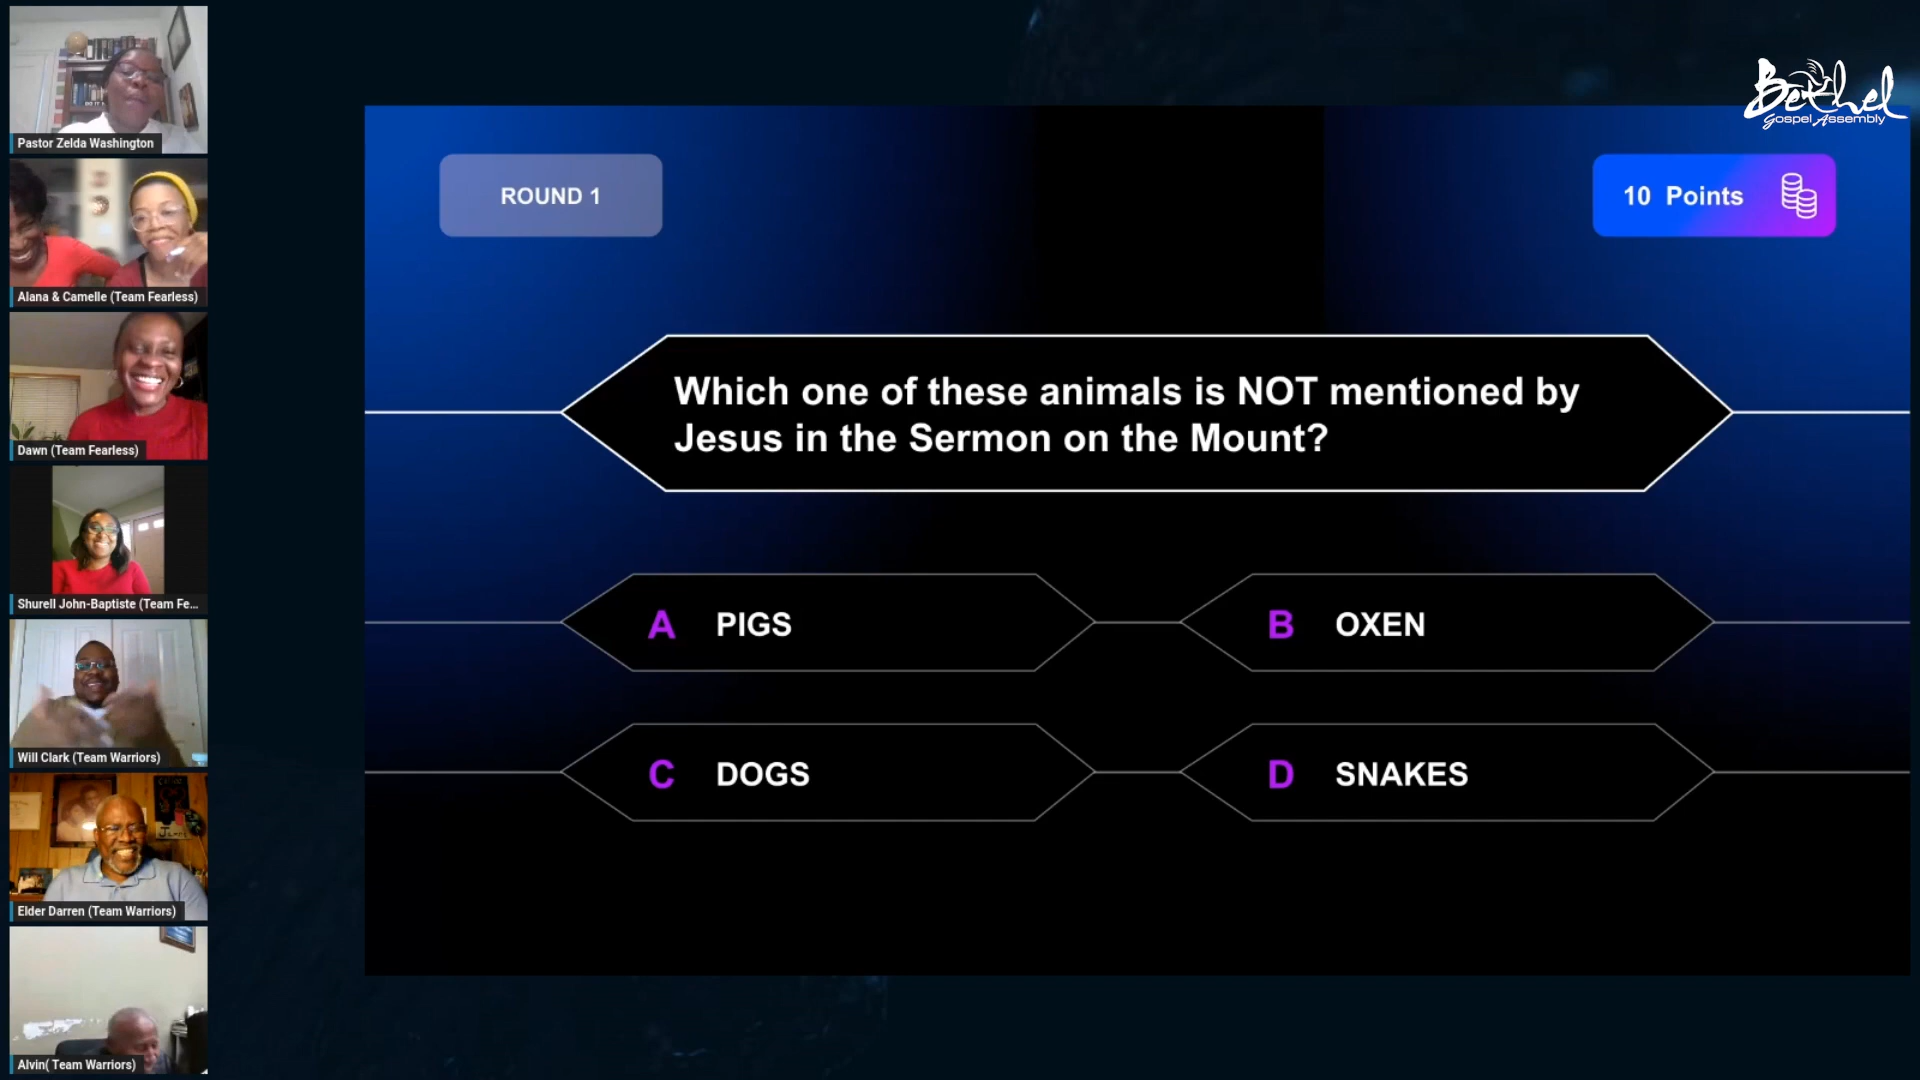 Pastor Zelda Washington
Alana & Camelle (Team Fearless)
Dawn (Team Fearless)
Shurell John-Baptiste (Team Fe...
Will Clark (Team Warriors)
Elder Darren (Team Warriors)
Alvin( Team Warriors)
Bethel
Gospel Assembly
ROUND 1
10 Points
Which one of these animals is NOT mentioned by
Jesus in the Sermon on the Mount?
A PIGS
B OXEN
C DOGS
D SNAKES